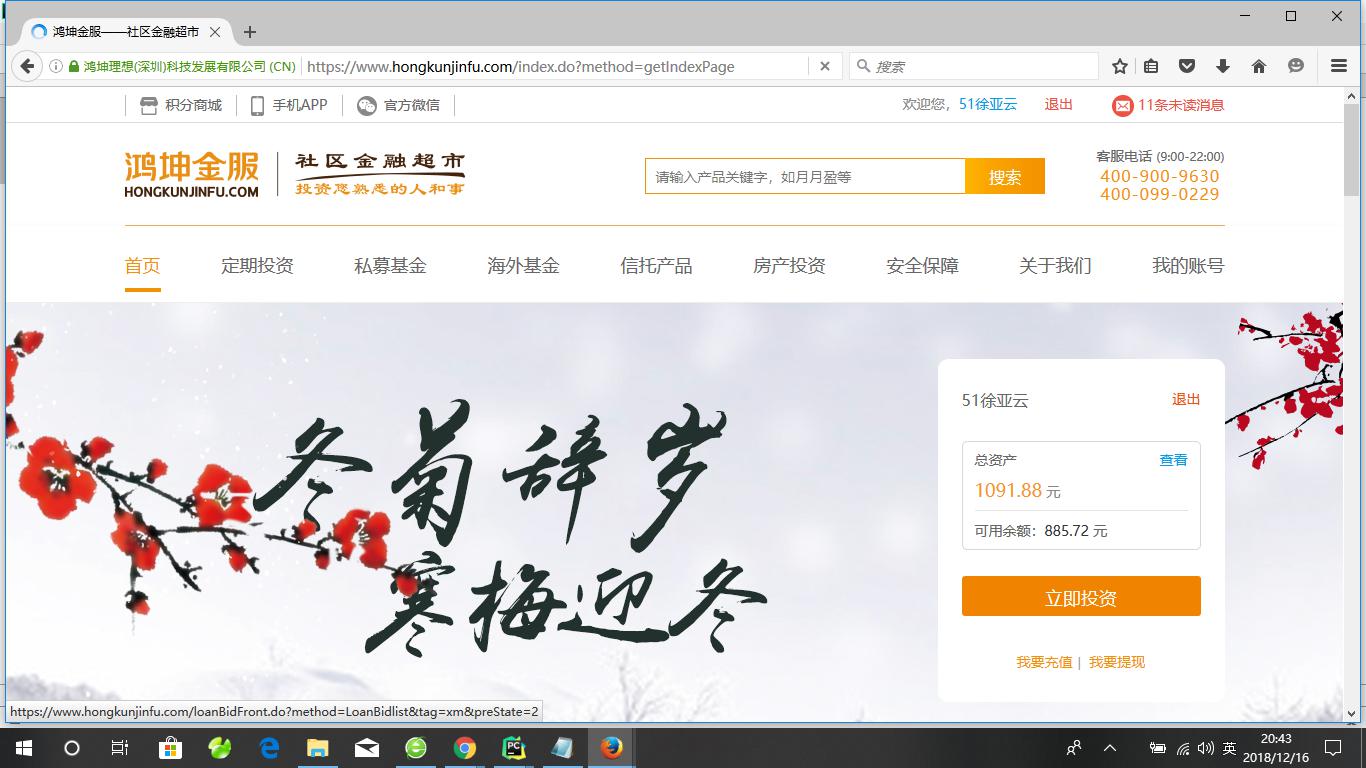 鸿坤金服——社区金融超市
鸿坤理想(深圳)科技发展有限公司 (CN)
https://www.hongkunjinfu.com/index.do?method=getIndexPage
搜索
积分商城
手机APP
官方微信
欢迎您，51徐亚云
退出
11条未读消息
鸿坤金服
HONGKUNJINFU.COM
社区金融超市
投资您熟悉的人和事
请输入产品关键字，如月月盈等
搜索
客服电话 (9:00-22:00)
400-900-9630
400-099-0229
首页
定期投资
私募基金
海外基金
信托产品
房产投资
安全保障
关于我们
我的账号
冬菊辞岁
寒梅迎冬
51徐亚云
退出
总资产
查看
1091.88 元
可用余额：885.72 元
立即投资
我要充值 | 我要提现
https://www.hongkunjinfu.com/loanBidFront.do?method=LoanBidlist&tag=xm&preState=2
PC
英
20:43
2018/12/16